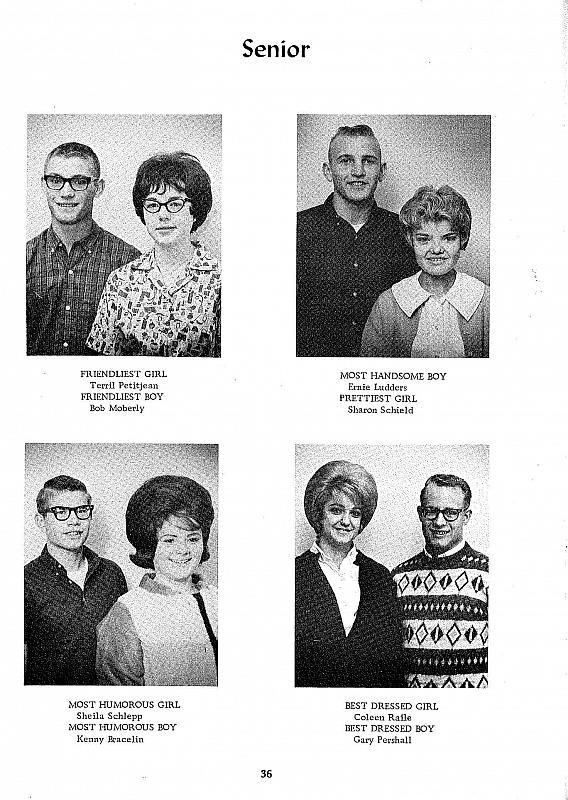 Senior
FRIENDLIEST GIRL
Terril Petitjean
FRIENDLIEST BOY
Bob Moberly
MOST HANDSOME BOY
Ernie Ludders
PRETTIEST GIRL
Sharon Schield
MOST HUMOROUS GIRL
Sheila Schlepp
MOST HUMOROUS BOY
Kenny Bracelin
BEST DRESSED GIRL
Coleen Raile
BEST DRESSED BOY
Gary Pershall
36